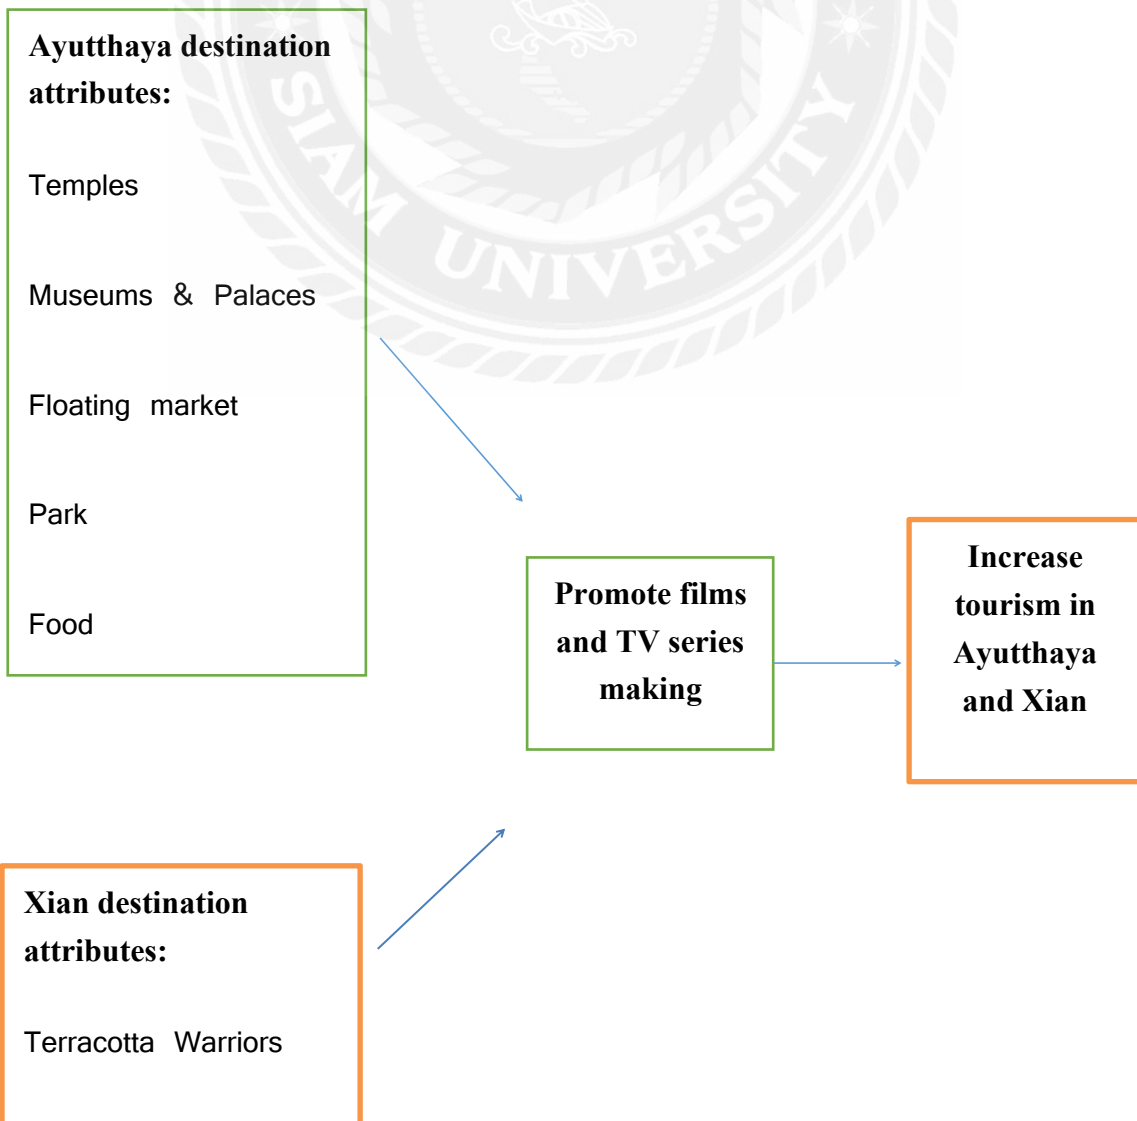 Ayutthaya destination
attributes:
Temples
Museums & Palaces
Floating market
Park
Food
Promote films
and TV series
making
Increase
tourism in
Ayutthaya
and Xian
Xian destination
attributes:
Terracotta Warriors
SIAM UNIVERSITY